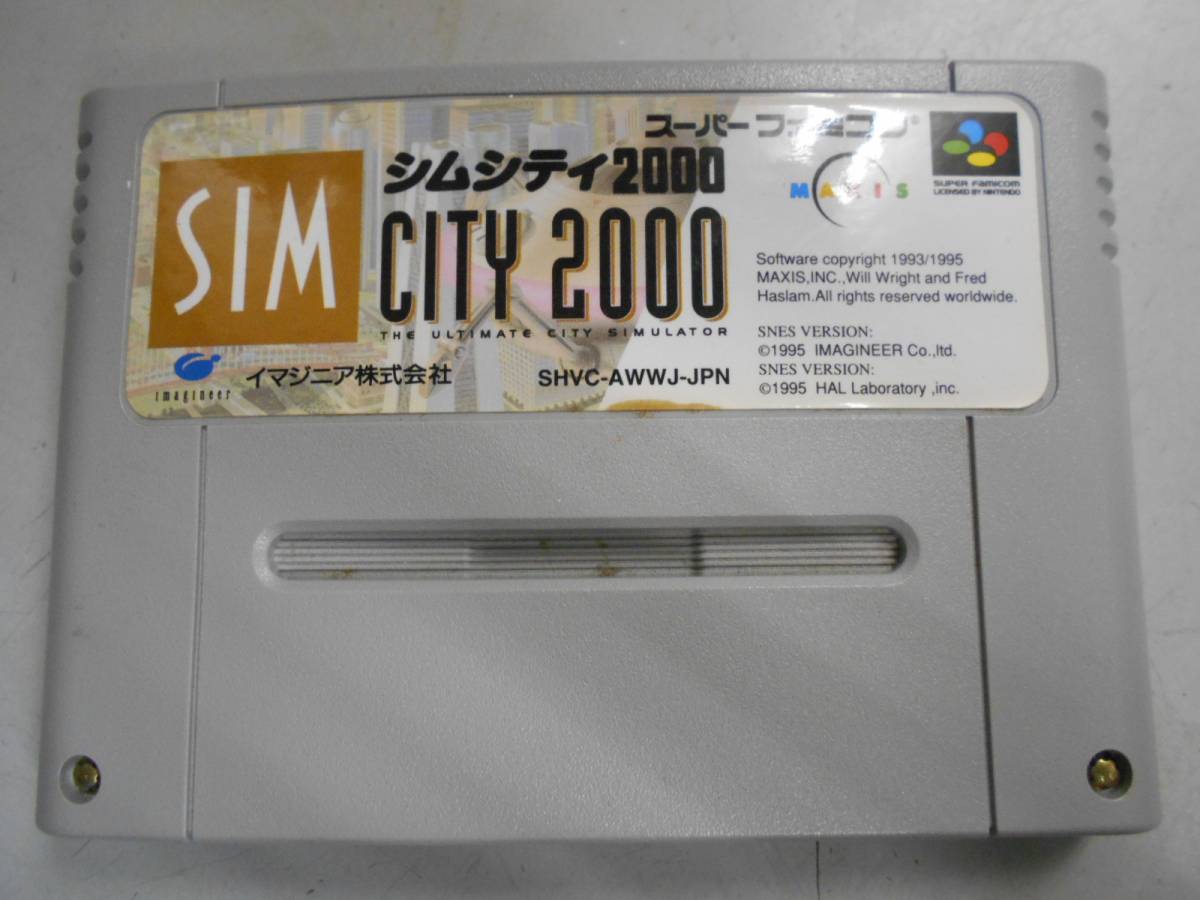 スーパーファミコン
SIM
シムシティ2000
CITY 2000
THE ULTIMATE CITY SIMULATOR
imagineer
イマジニア株式会社
SHVC-AWWJ-JPN
MAXIS
SUPER FAMICOM
LICENSED BY NINTENDO
Software copyright 1993/1995
MAXIS,INC.,Will Wright and Fred
Haslam.All rights reserved worldwide.
SNES VERSION:
©1995 IMAGINEER Co.,ltd.
SNES VERSION:
©1995 HAL Laboratory ,inc.